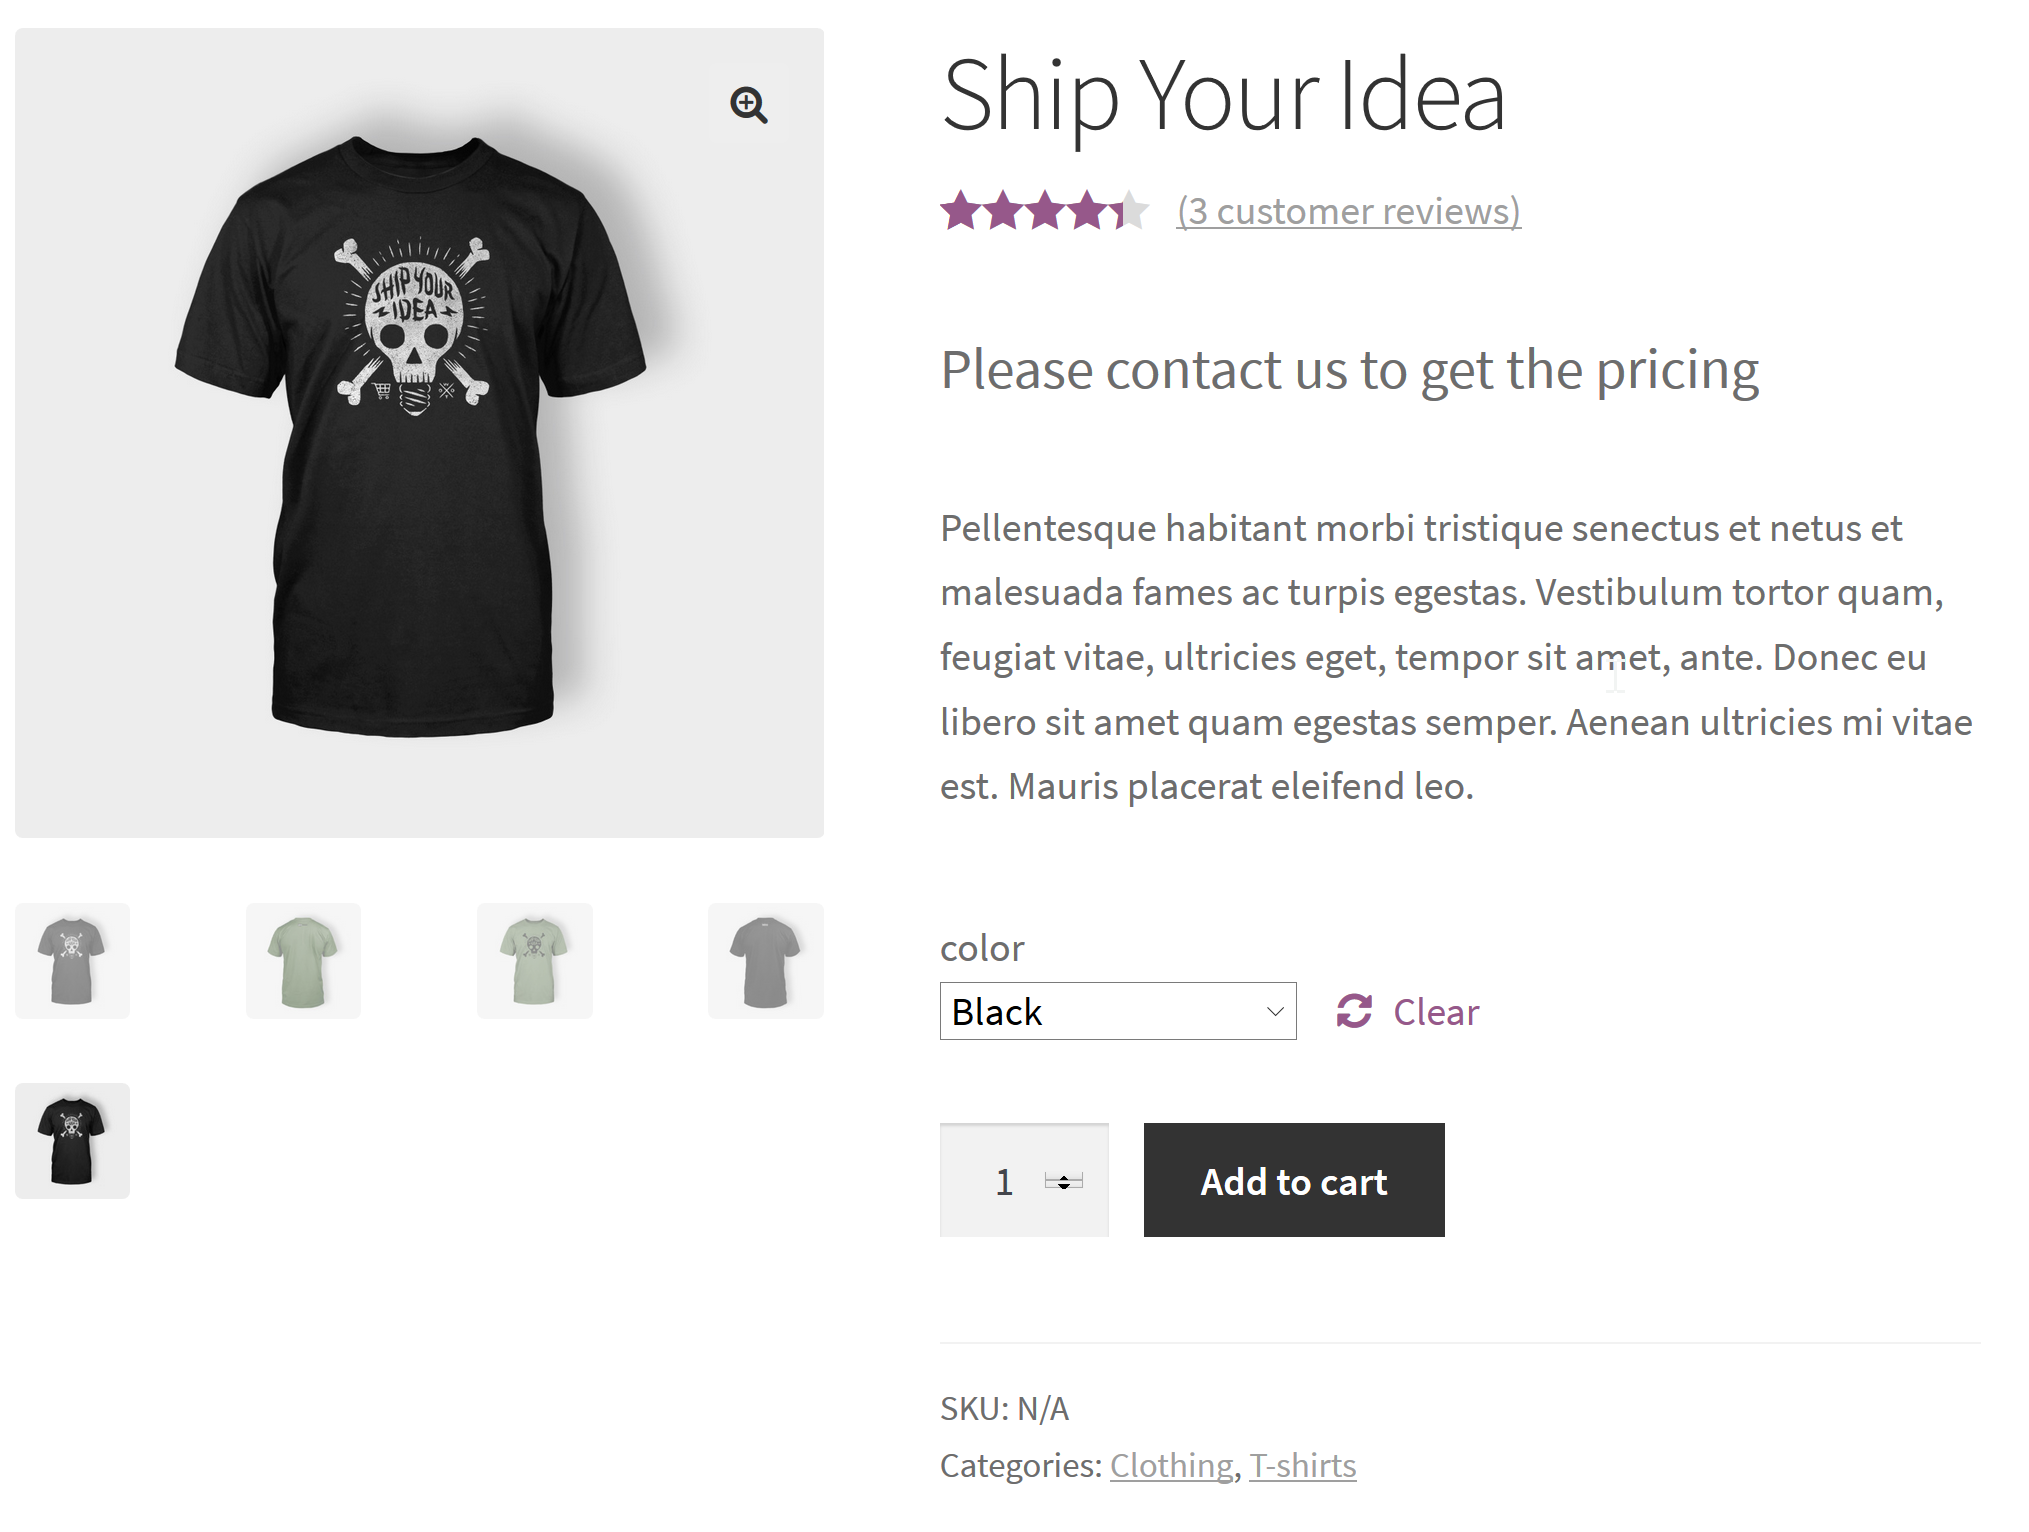 SHIP YOUR
IDEA
Ship Your Idea
(3 customer reviews)
Please contact us to get the pricing
Pellentesque habitant morbi tristique senectus et netus et
malesuada fames ac turpis egestas. Vestibulum tortor quam,
feugiat vitae, ultricies eget, tempor sit amet, ante. Donec eu
libero sit amet quam egestas semper. Aenean ultricies mi vitae
est. Mauris placerat eleifend leo.
color
Black
Clear
1
Add to cart
SKU: N/A
Categories: Clothing, T-shirts